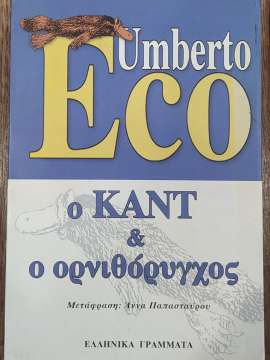 Umberto
Eco
ο ΚΑΝΤ
&
ο ορνιθόρυγχος
Μετάφραση: Άννα Παπασταύρου
ΕΛΛΗΝΙΚΑ ΓΡΑΜΜΑΤΑ